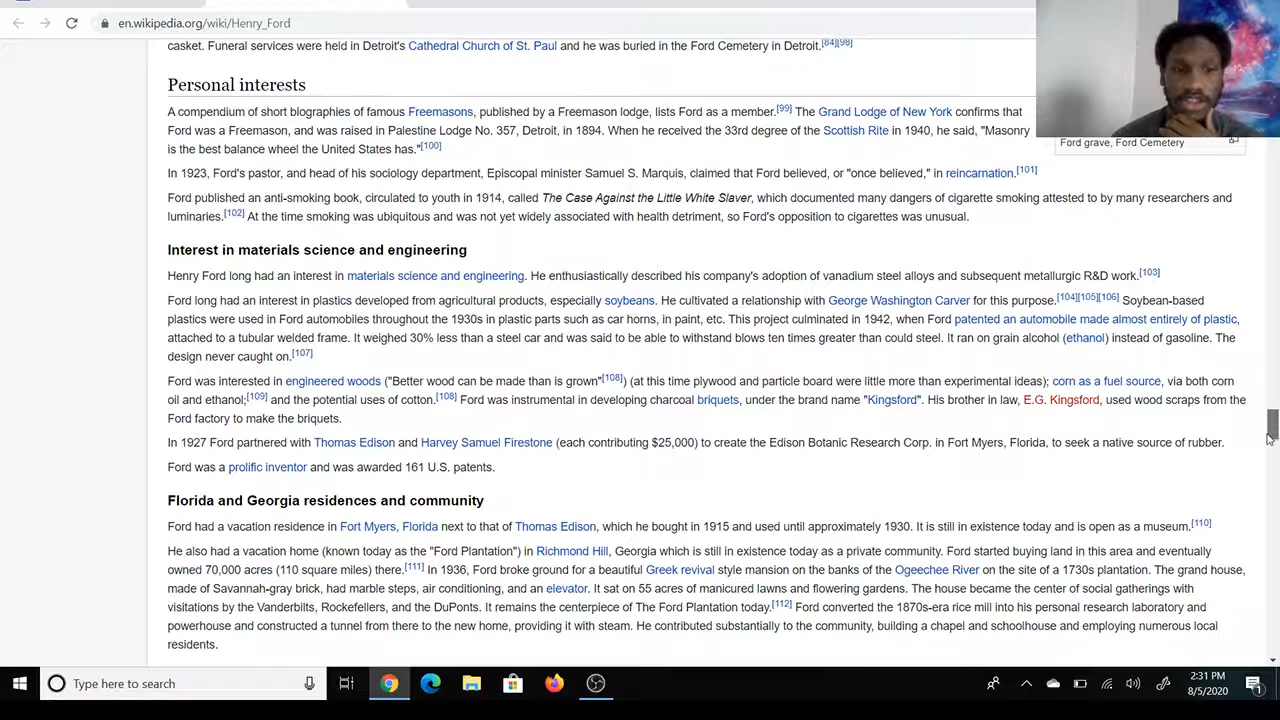 en.wikipedia.org/wiki/Henry_Ford
casket. Funeral services were held in Detroit's Cathedral Church of St. Paul and he was buried in the Ford Cemetery in Detroit.[84][98]
Personal interests
A compendium of short biographies of famous Freemasons, published by a Freemason lodge, lists Ford as a member.[99] The Grand Lodge of New York confirms that
Ford was a Freemason, and was raised in Palestine Lodge No. 357, Detroit, in 1894. When he received the 33rd degree of the Scottish Rite in 1940, he said, "Masonry
is the best balance wheel the United States has."[100]
Ford grave, Ford Cemetery
In 1923, Ford's pastor, and head of his sociology department, Episcopal minister Samuel S. Marquis, claimed that Ford believed, or "once believed," in reincarnation.[101]
Ford published an anti-smoking book, circulated to youth in 1914, called The Case Against the Little White Slaver, which documented many dangers of cigarette smoking attested to by many researchers and
luminaries.[102] At the time smoking was ubiquitous and was not yet widely associated with health detriment, so Ford's opposition to cigarettes was unusual.
Interest in materials science and engineering
Henry Ford long had an interest in materials science and engineering. He enthusiastically described his company's adoption of vanadium steel alloys and subsequent metallurgic R&D work.[103]
Ford long had an interest in plastics developed from agricultural products, especially soybeans. He cultivated a relationship with George Washington Carver for this purpose.[104][105][106] Soybean-based
plastics were used in Ford automobiles throughout the 1930s in plastic parts such as car horns, in paint, etc. This project culminated in 1942, when Ford patented an automobile made almost entirely of plastic,
attached to a tubular welded frame. It weighed 30% less than a steel car and was said to be able to withstand blows ten times greater than could steel. It ran on grain alcohol (ethanol) instead of gasoline. The
design never caught on.[107]
Ford was interested in engineered woods ("Better wood can be made than is grown"[108]) (at this time plywood and particle board were little more than experimental ideas); corn as a fuel source, via both corn
oil and ethanol;[109] and the potential uses of cotton.[108] Ford was instrumental in developing charcoal briquets, under the brand name "Kingsford". His brother in law, E.G. Kingsford, used wood scraps from the
Ford factory to make the briquets.
In 1927 Ford partnered with Thomas Edison and Harvey Samuel Firestone (each contributing $25,000) to create the Edison Botanic Research Corp. in Fort Myers, Florida, to seek a native source of rubber.
Ford was a prolific inventor and was awarded 161 U.S. patents.
Florida and Georgia residences and community
Ford had a vacation residence in Fort Myers, Florida next to that of Thomas Edison, which he bought in 1915 and used until approximately 1930. It is still in existence today and is open as a museum.[110]
He also had a vacation home (known today as the "Ford Plantation") in Richmond Hill, Georgia which is still in existence today as a private community. Ford started buying land in this area and eventually
owned 70,000 acres (110 square miles) there.[111] In 1936, Ford broke ground for a beautiful Greek revival style mansion on the banks of the Ogeechee River on the site of a 1730s plantation. The grand house,
made of Savannah-gray brick, had marble steps, air conditioning, and an elevator. It sat on 55 acres of manicured lawns and flowering gardens. The house became the center of social gatherings with
visitations by the Vanderbilts, Rockefellers, and the DuPonts. It remains the centerpiece of The Ford Plantation today.[112] Ford converted the 1870s-era rice mill into his personal research laboratory and
powerhouse and constructed a tunnel from there to the new home, providing it with steam. He contributed substantially to the community, building a chapel and schoolhouse and employing numerous local
residents.
Type here to search
2:31 PM
8/5/2020
1